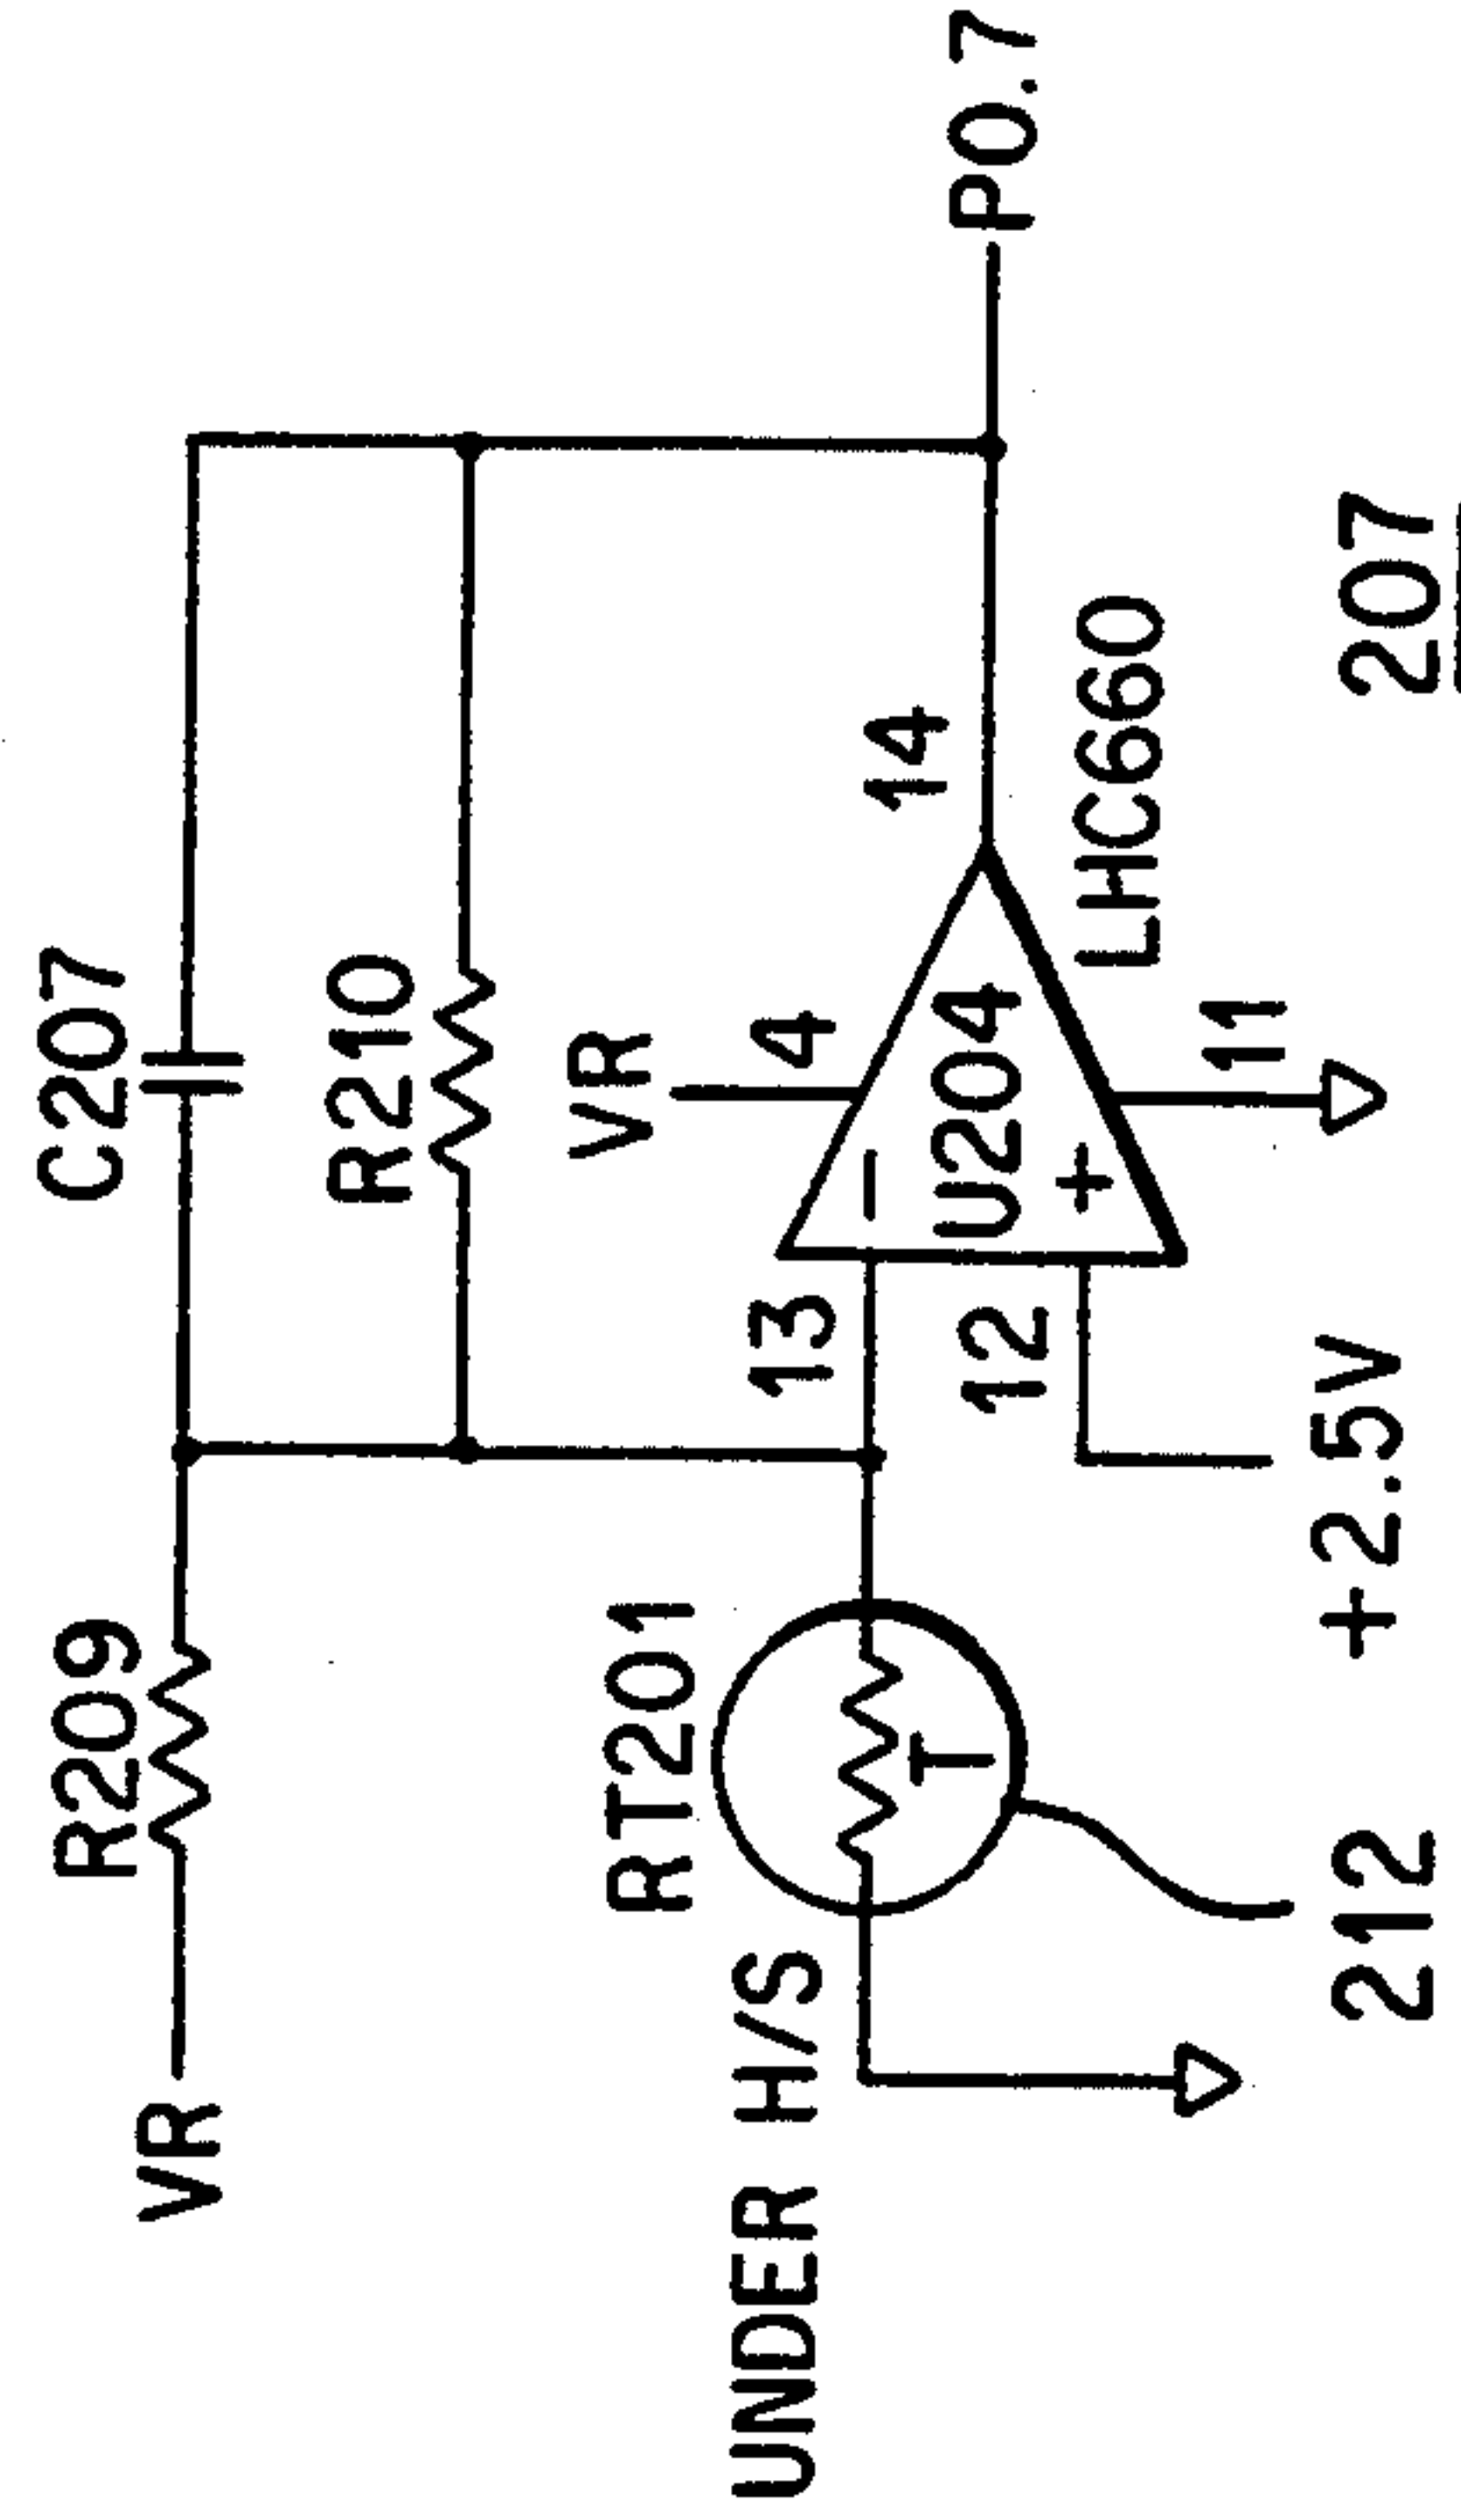 C207
R209
VR
R210
VR
4
RT201
UNDER H/S
T
13
-
14
U204
12
+
LHC660
P0.7
11
+2.5V
212
207